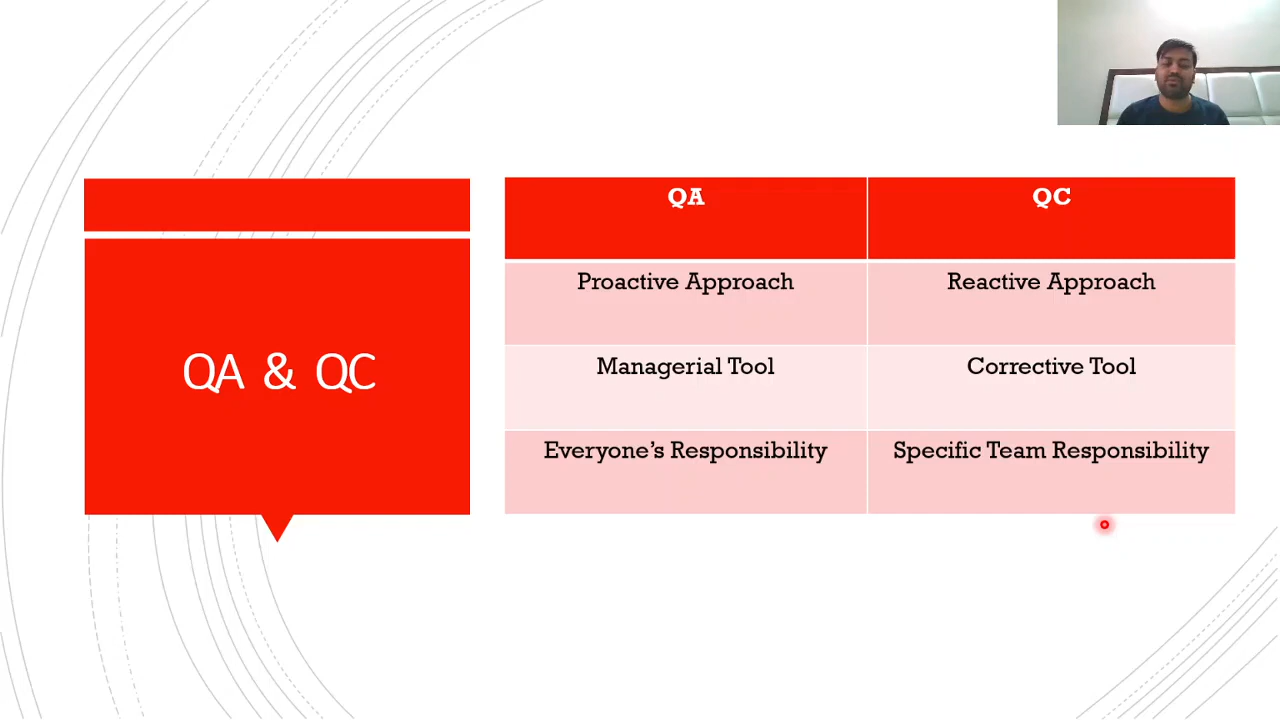 QA & QC
QA
QC
Proactive Approach
Reactive Approach
Managerial Tool
Corrective Tool
Everyone’s Responsibility
Specific Team Responsibility